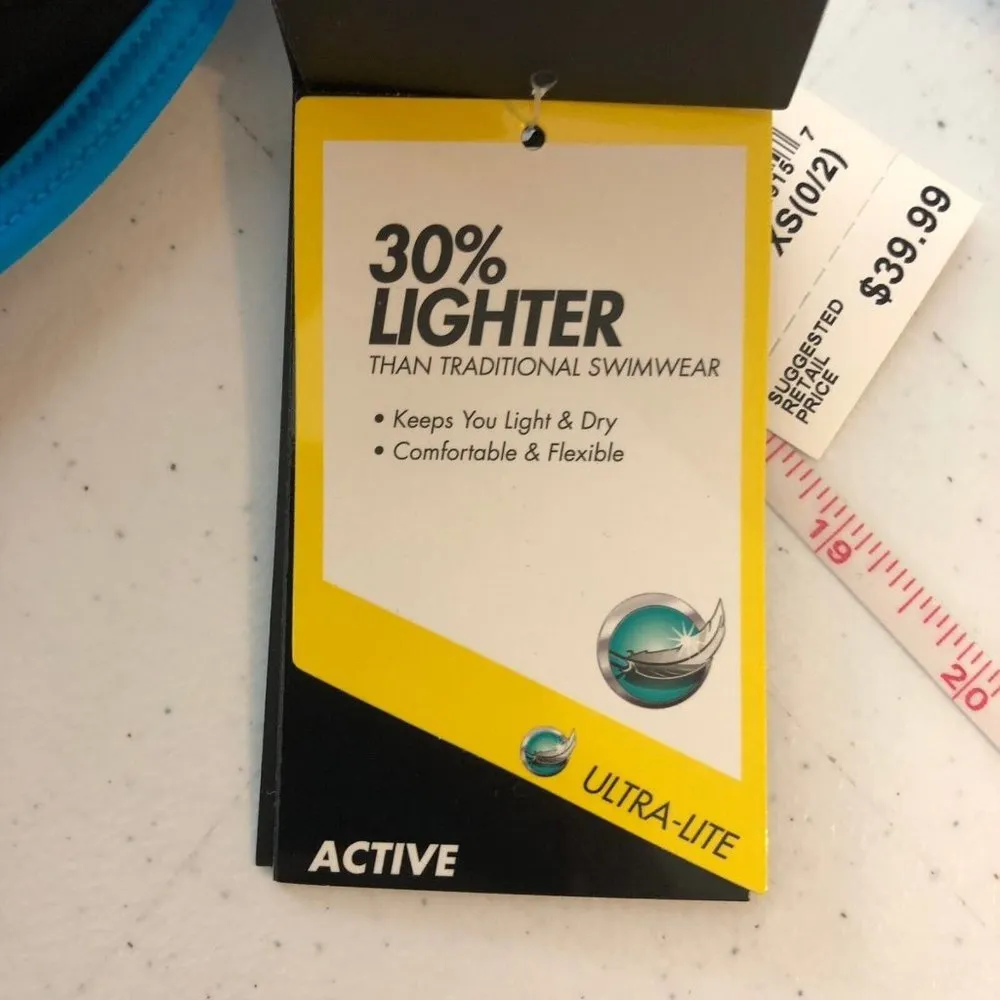 30%
LIGHTER
THAN TRADITIONAL SWIMWEAR
• Keeps You Light & Dry
• Comfortable & Flexible
ULTRA-LITE
ACTIVE
7
XS(0/2)
$39.99
SUGGESTED
RETAIL
PRICE
19
20